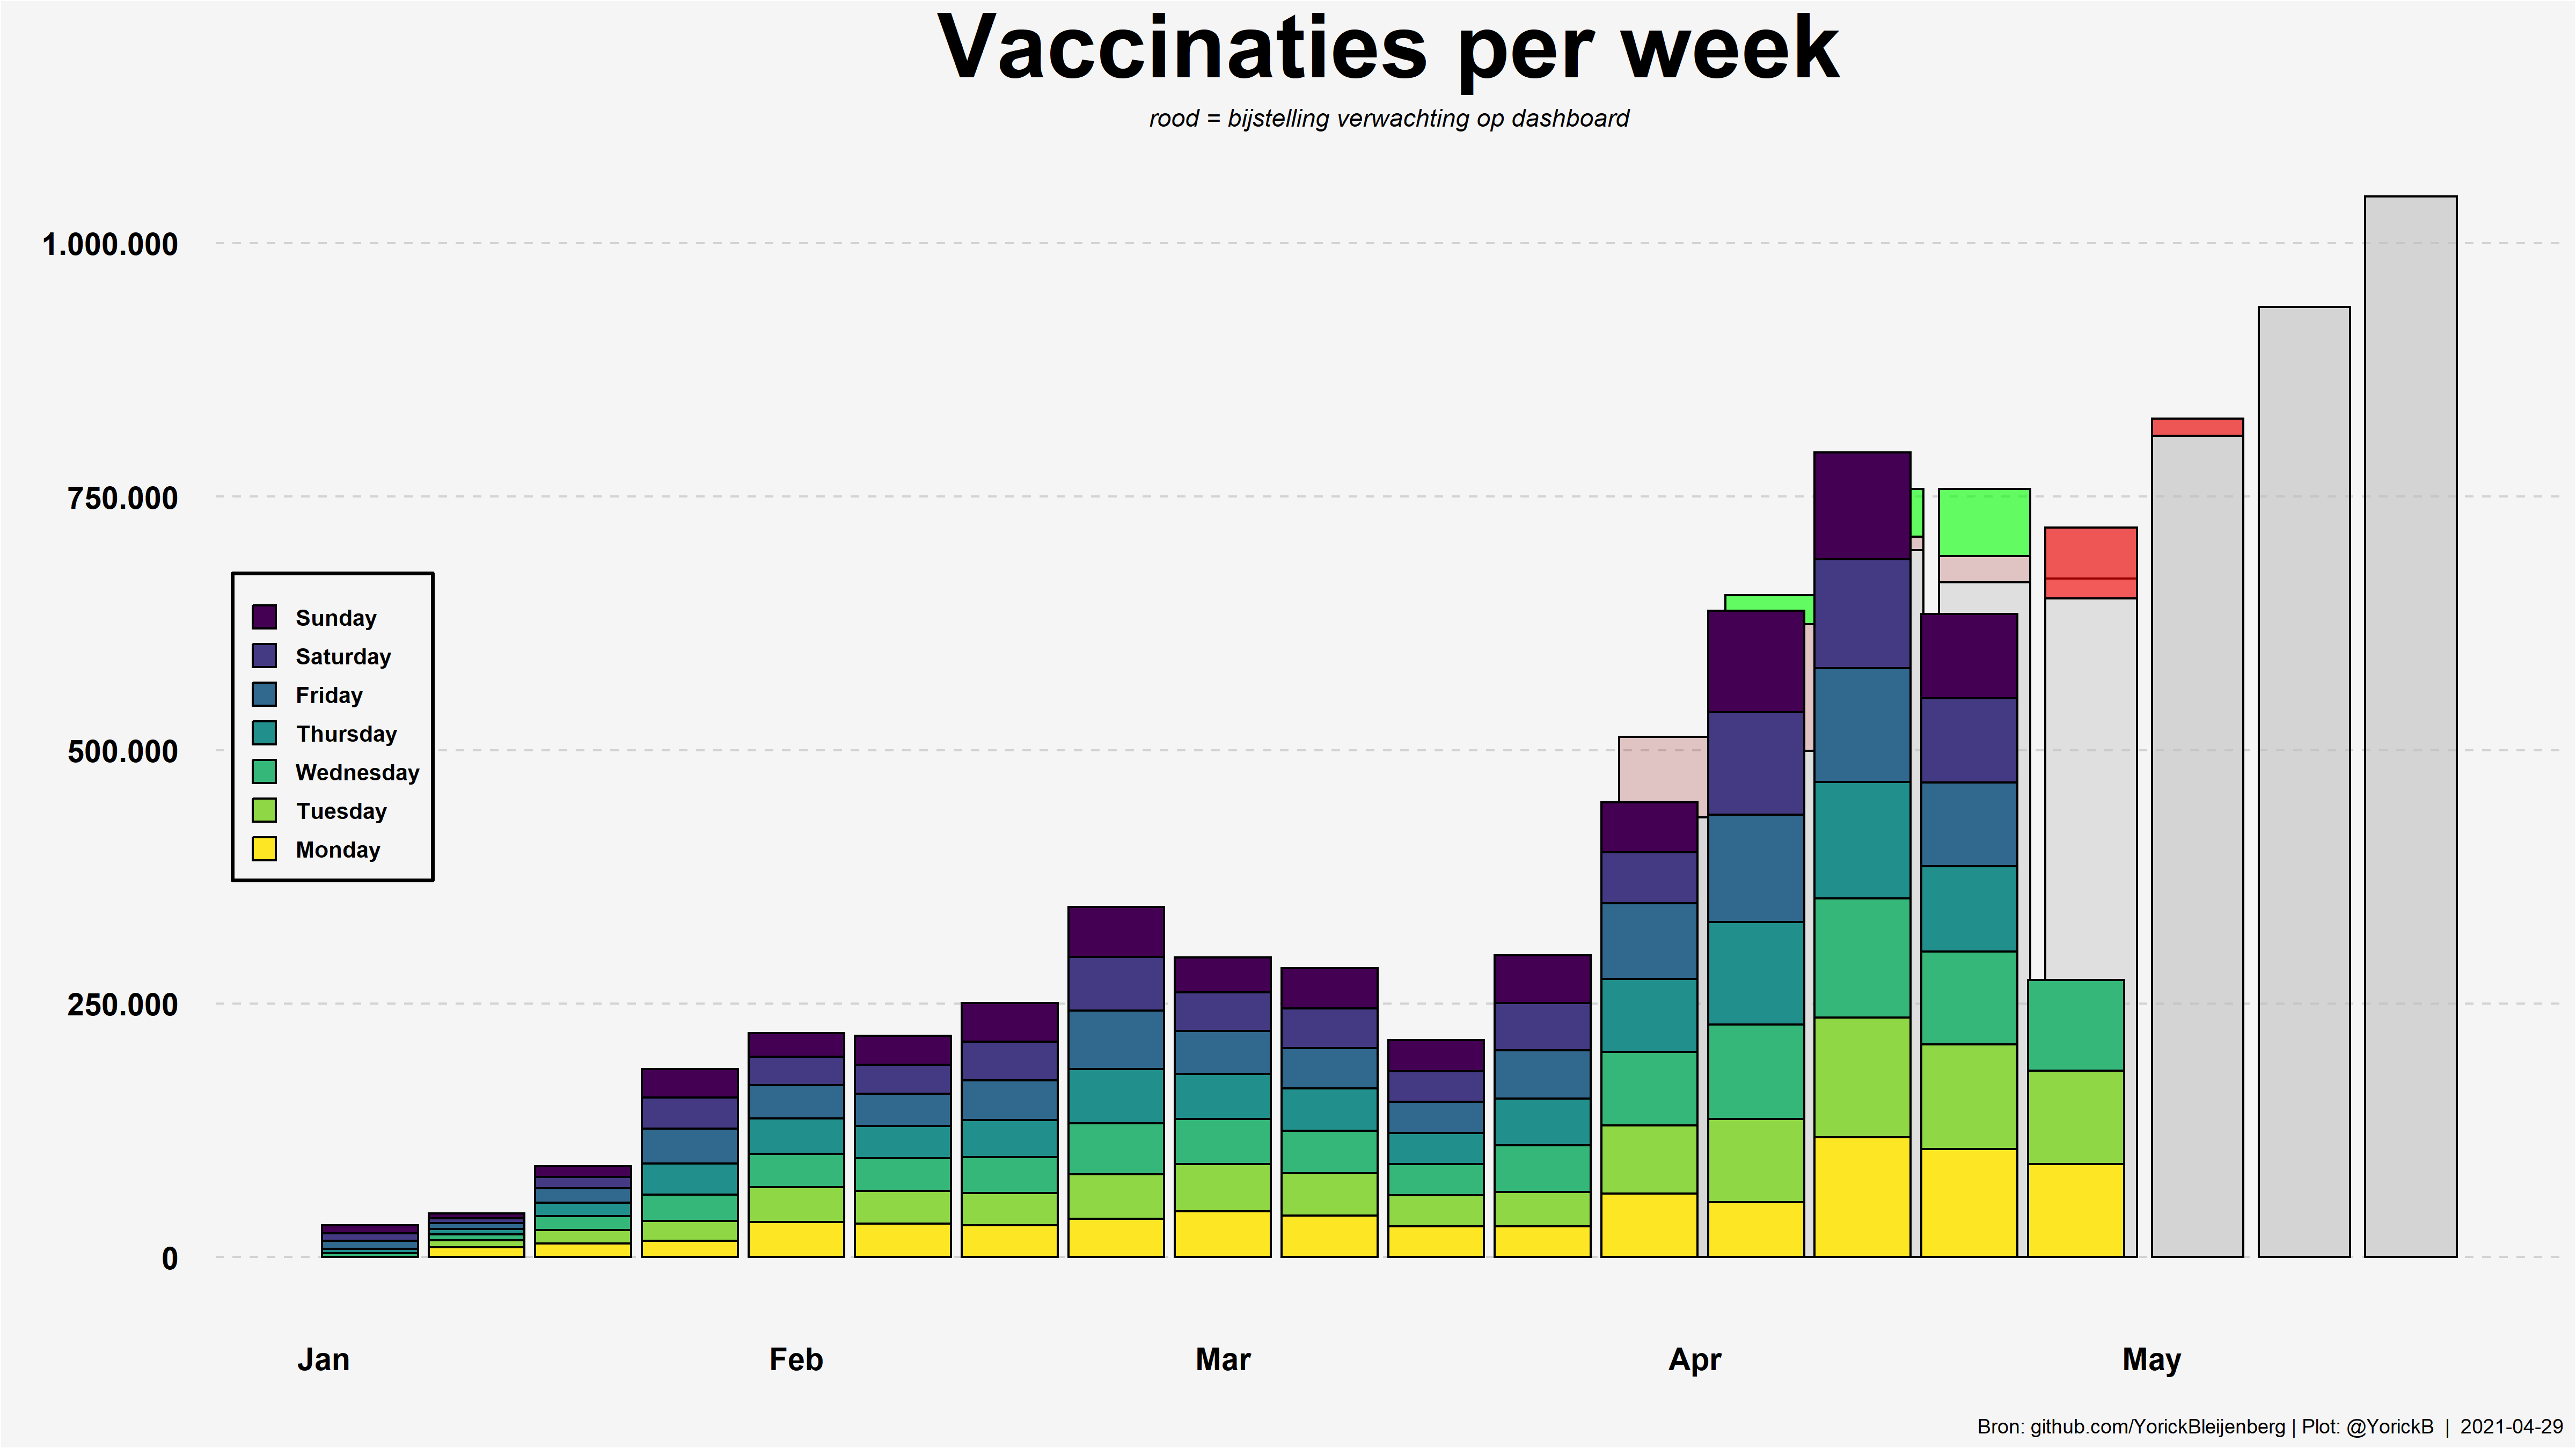 Vaccinaties per week
rood = bijstelling verwachting op dashboard
1.000.000
750.000
500.000
250.000
0
Sunday
Saturday
Friday
Thursday
Wednesday
Tuesday
Monday
Jan Feb Mar Apr May
Bron: github.com/YorickBleijenberg | Plot: @YorickB | 2021-04-29